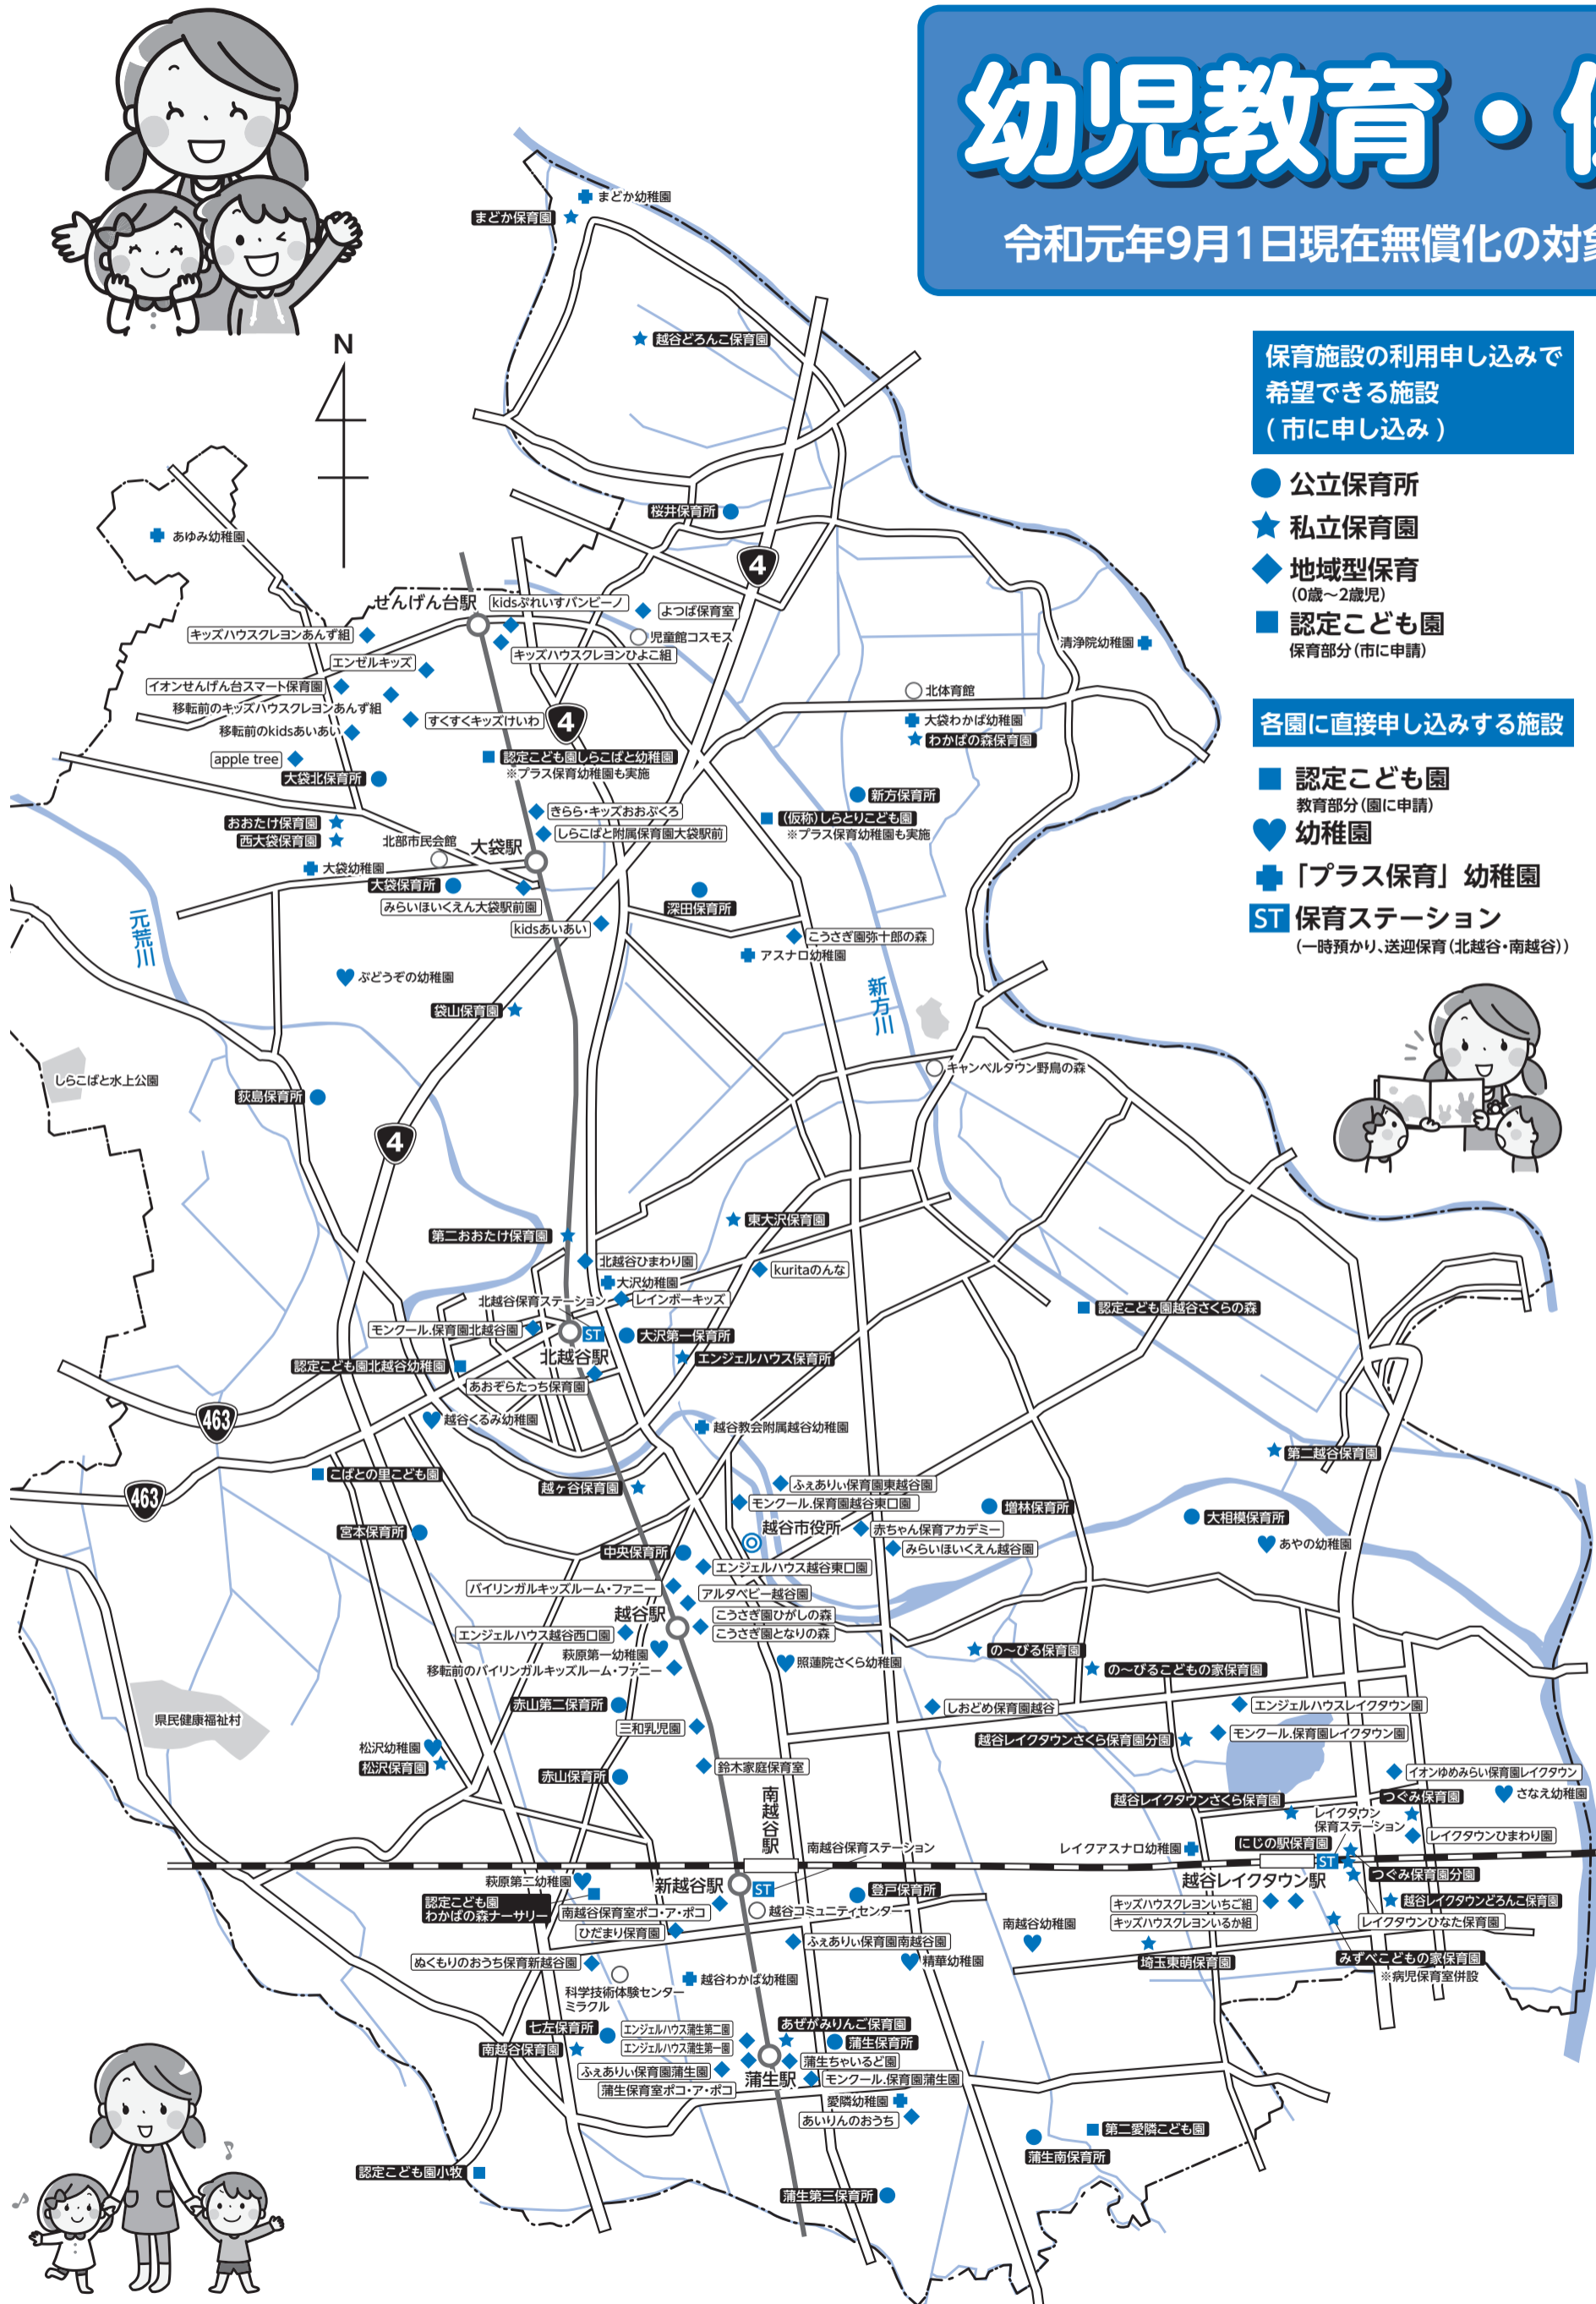 幼児教育・
令和元年9月1日現在無償化の対象
N
保育施設の利用申し込みで
希望できる施設
(市に申し込み)
公立保育所
私立保育園
地域型保育
(0歳～2歳児)
認定こども園
保育部分(市に申請)
各園に直接申し込みする施設
認定こども園
教育部分(園に申請)
幼稚園
「プラス保育」幼稚園
ST 保育ステーション
(一時預かり、送迎保育(北越谷・南越谷))
まどか幼稚園
まどか保育園
越谷どろんこ保育園
桜井保育所
あゆみ幼稚園
4
せんげん台駅
kidsぷれいすバンビーノ
よつば保育室
キッズハウスクレヨンあんず組
児童館コスモス
清浄院幼稚園
エンゼルキッズ
キッズハウスクレヨンひよこ組
イオンせんげん台スマート保育園
北体育館
移転前のキッズハウスクレヨンあんず組
すくすくキッズけいわ
4
大袋わかば幼稚園
移転前のkidsあいあい
わかばの森保育園
apple tree
認定こども園しらこばと幼稚園
※プラス保育幼稚園も実施
大袋北保育所
新方保育所
きらら・キッズおおぶくろ
(仮称)しらとりこども園
※プラス保育幼稚園も実施
おおたけ保育園
しらこばと附属保育園大袋駅前
西大袋保育園
北部市民会館
大袋駅
大袋幼稚園
大袋保育所
みらいほいくえん大袋駅前園
深田保育所
kidsあいあい
こうさぎ園弥十郎の森
アスナロ幼稚園
元荒川
ぶどうぞの幼稚園
新方川
袋山保育園
しらこばと水上公園
キャンベルタウン野鳥の森
荻島保育所
4
東大沢保育園
第二おおたけ保育園
北越谷ひまわり園
kuritaのんな
大沢幼稚園
北越谷保育ステーション
レインボーキッズ
認定こども園越谷さくらの森
モンクール.保育園北越谷園
ST
大沢第一保育所
北越谷駅
エンジェルハウス保育所
認定こども園北越谷幼稚園
あおぞらたっち保育園
463
越谷くるみ幼稚園
越谷教会附属越谷幼稚園
第二越谷保育園
こばとの里こども園
ふぇありぃ保育園東越谷園
越ヶ谷保育園
463
モンクール.保育園越谷東口園
増林保育所
大相模保育所
宮本保育所
越谷市役所
赤ちゃん保育アカデミー
あやの幼稚園
中央保育所
みらいほいくえん越谷園
エンジェルハウス越谷東口園
バイリンガルキッズルーム・ファニー
アルタベビー越谷園
越谷駅
こうさぎ園ひがしの森
こうさぎ園となりの森
エンジェルハウス越谷西口園
萩原第一幼稚園
の～びる保育園
移転前のバイリンガルキッズルーム・ファニー
照蓮院さくら幼稚園
の～びるこどもの家保育園
赤山第二保育所
しおどめ保育園越谷
エンジェルハウスレイクタウン園
県民健康福祉村
三和乳児園
越谷レイクタウンさくら保育園分園
モンクール.保育園レイクタウン園
松沢幼稚園
松沢保育園
鈴木家庭保育室
赤山保育所
イオンゆめみらい保育園レイクタウン
南越谷駅
越谷レイクタウンさくら保育園
つぐみ保育園
さなえ幼稚園
レイクタウン
保育ステーション
レイクタウンひまわり園
にじの駅保育園
南越谷保育ステーション
レイクアスナロ幼稚園
ST
萩原第二幼稚園
新越谷駅
ST
登戸保育所
越谷レイクタウン駅
つぐみ保育園分園
認定こども園
わかばの森ナーサリー
南越谷保育室ポコ・ア・ポコ
越谷コミュニティセンター
キッズハウスクレヨンいちご組
越谷レイクタウンどろんこ保育園
キッズハウスクレヨンいるか組
レイクタウンひなた保育園
ひだまり保育園
南越谷幼稚園
ふぇありぃ保育園南越谷園
ぬくもりのおうち保育新越谷園
精華幼稚園
埼玉東萌保育園
みずべこどもの家保育園
※病児保育室併設
越谷わかば幼稚園
科学技術体験センター
ミラクル
七左保育所
エンジェルハウス蒲生第二園
あぜがみりんご保育園
南越谷保育園
エンジェルハウス蒲生第一園
蒲生保育所
ふぇありぃ保育園蒲生園
蒲生ちゃいるど園
蒲生駅
モンクール.保育園蒲生園
蒲生保育室ポコ・ア・ポコ
愛隣幼稚園
あいりんのおうち
第二愛隣こども園
蒲生南保育所
認定こども園小牧
蒲生第三保育所